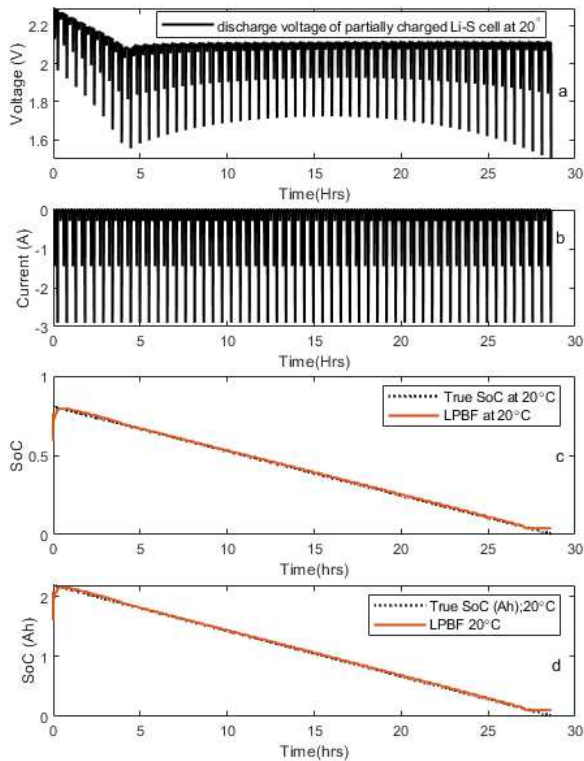 discharge voltage of partially charged Li-S cell at 20°
2.2
2
1.8
1.6
Voltage (V)
a
0 5 10 15 20 25 30
Time(Hrs)
0
-1
-2
-3
Current (A)
b
0 5 10 15 20 25 30
Time(Hrs)
1
0.5
0
SoC
True SoC at 20°C
LPBF at 20°C
c
0 5 10 15 20 25 30
Time(hrs)
2
1
0
SoC (Ah)
True SoC (Ah);20°C
LPBF 20°C
d
0 5 10 15 20 25 30
Time(hrs)